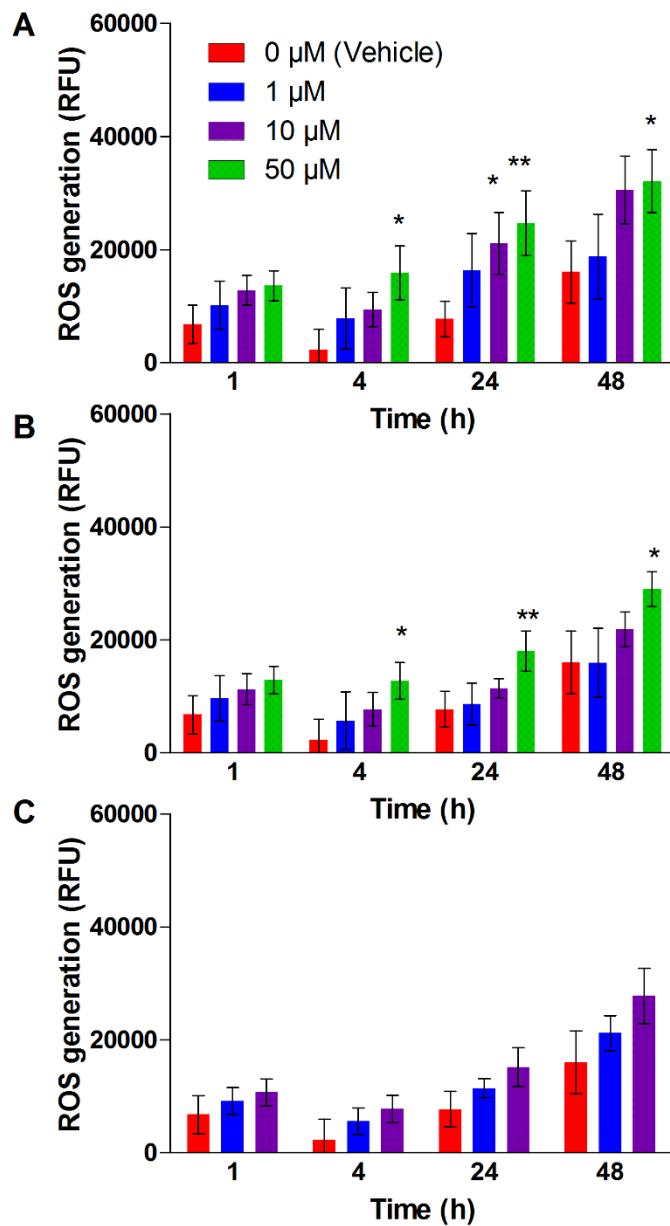 A
60000
40000
20000
0
ROS generation (RFU)
0 µM (Vehicle)
1 µM
10 µM
50 µM
*
*
**
*
1 4 24 48
Time (h)
B
60000
40000
20000
0
ROS generation (RFU)
*
**
*
1 4 24 48
Time (h)
C
60000
40000
20000
0
ROS generation (RFU)
1 4 24 48
Time (h)